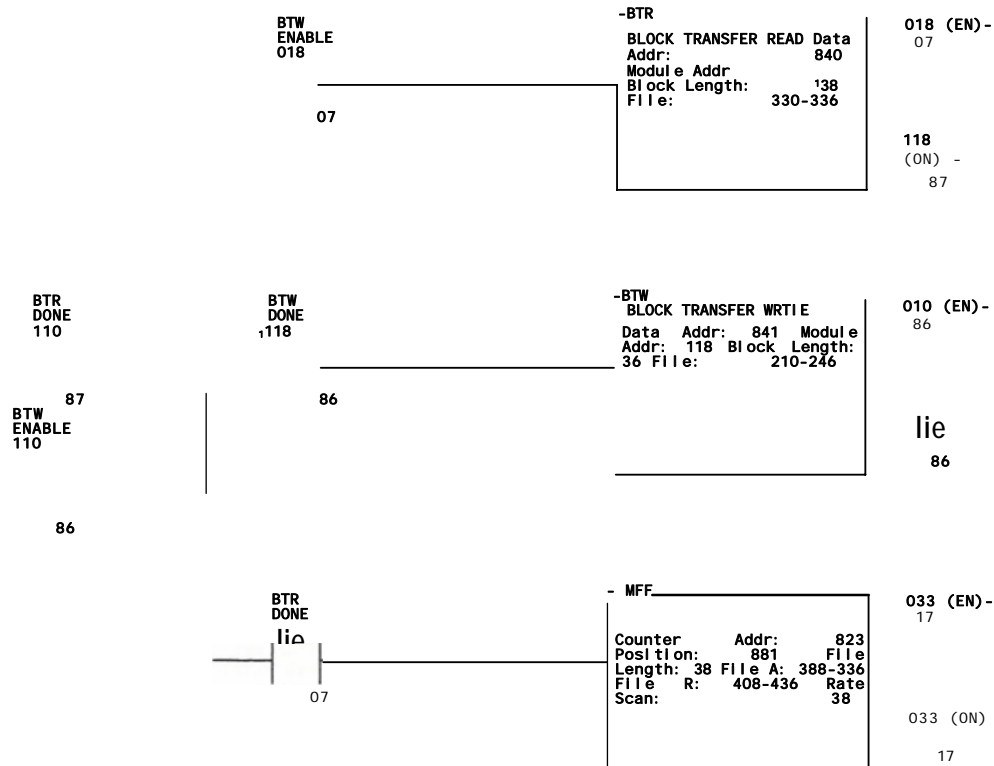 BTW
ENABLE
018
07
-BTR
BLOCK TRANSFER READ Data
Addr: 840
Module Addr
Block Length: 138
FIle: 330-336
018 (EN)-
07
118
(ON) -
87
BTR
DONE
110
BTW
DONE
1118
87
86
BTW
ENABLE
110
86
-BTW
BLOCK TRANSFER WRTIE
Data Addr: 841 Module
Addr: 118 Block Length:
36 FIle: 210-246
010 (EN)-
86
lie
86
BTR
DONE
lie
07
- MFF
Counter Addr: 823
PosItIon: 881 FIle
Length: 38 FIle A: 388-336
FIle R: 408-436 Rate
Scan: 38
033 (EN)-
17
033 (ON)
17